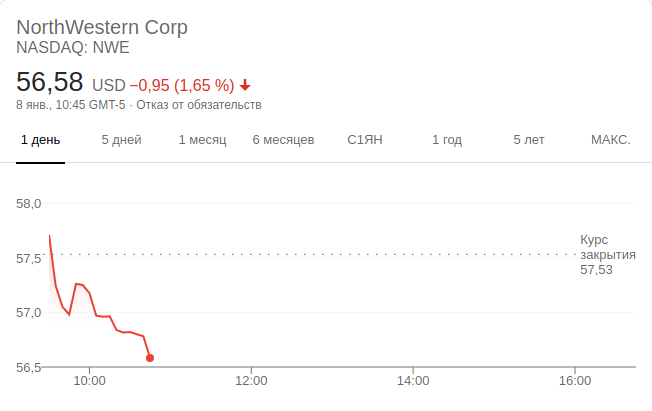 NorthWestern Corp
NASDAQ: NWE
56,58 USD −0,95 (1,65 %)
8 янв., 10:45 GMT-5 · Отказ от обязательств
1 день 5 дней 1 месяц 6 месяцев С1ЯН 1 год 5 лет МАКС.
58,0
Курс
57,5 закрытия
57,53
57,0
56,5
10:00 12:00 14:00 16:00